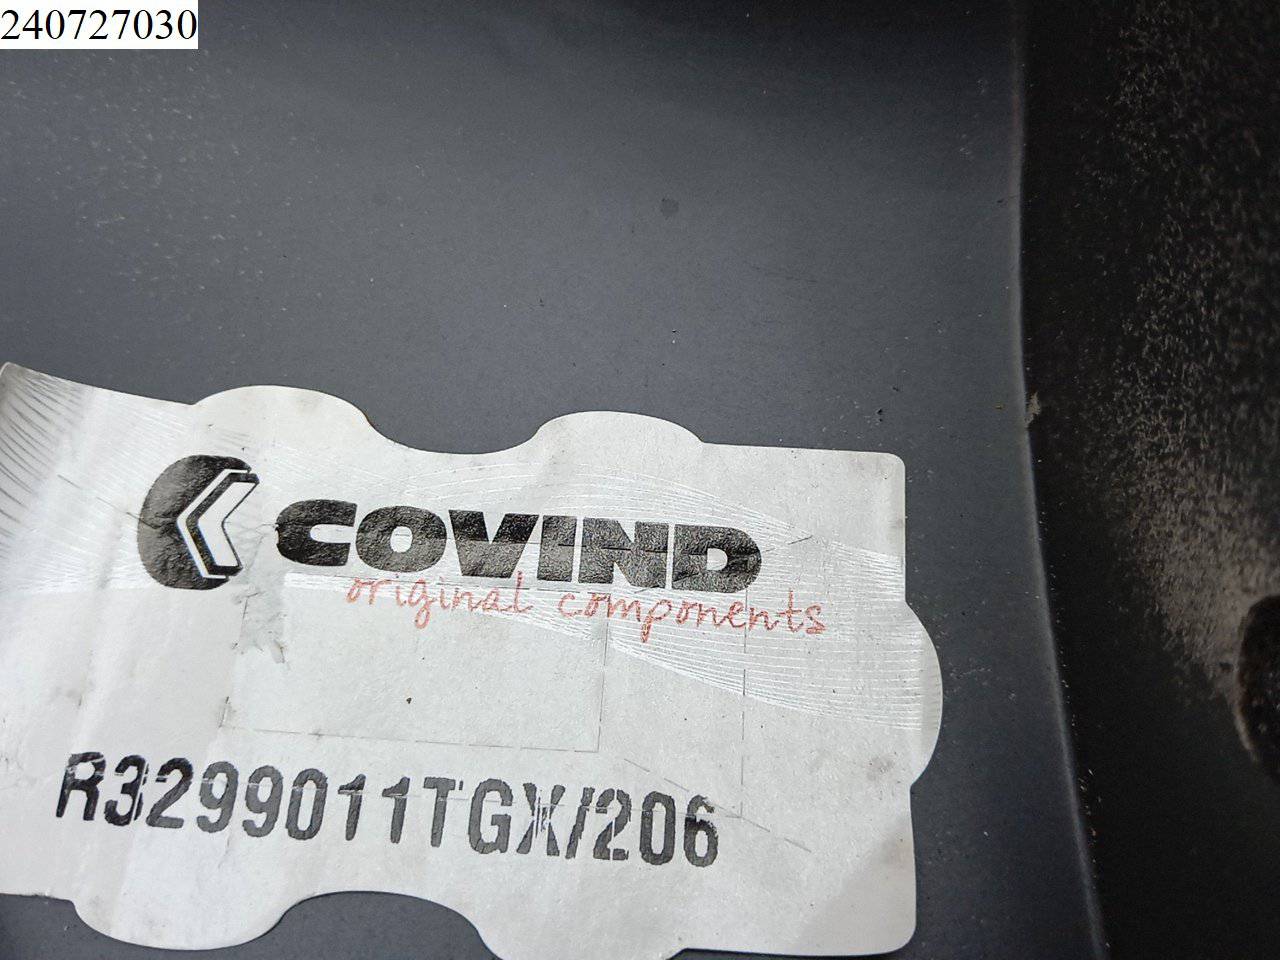 240727030
COVIND
original components
R3299011TGX/206